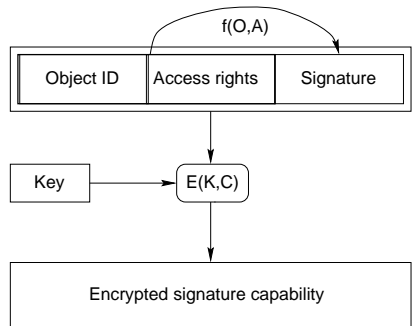 f(O,A)
Object ID
Access rights
Signature
Key
E(K,C)
Encrypted signature capability